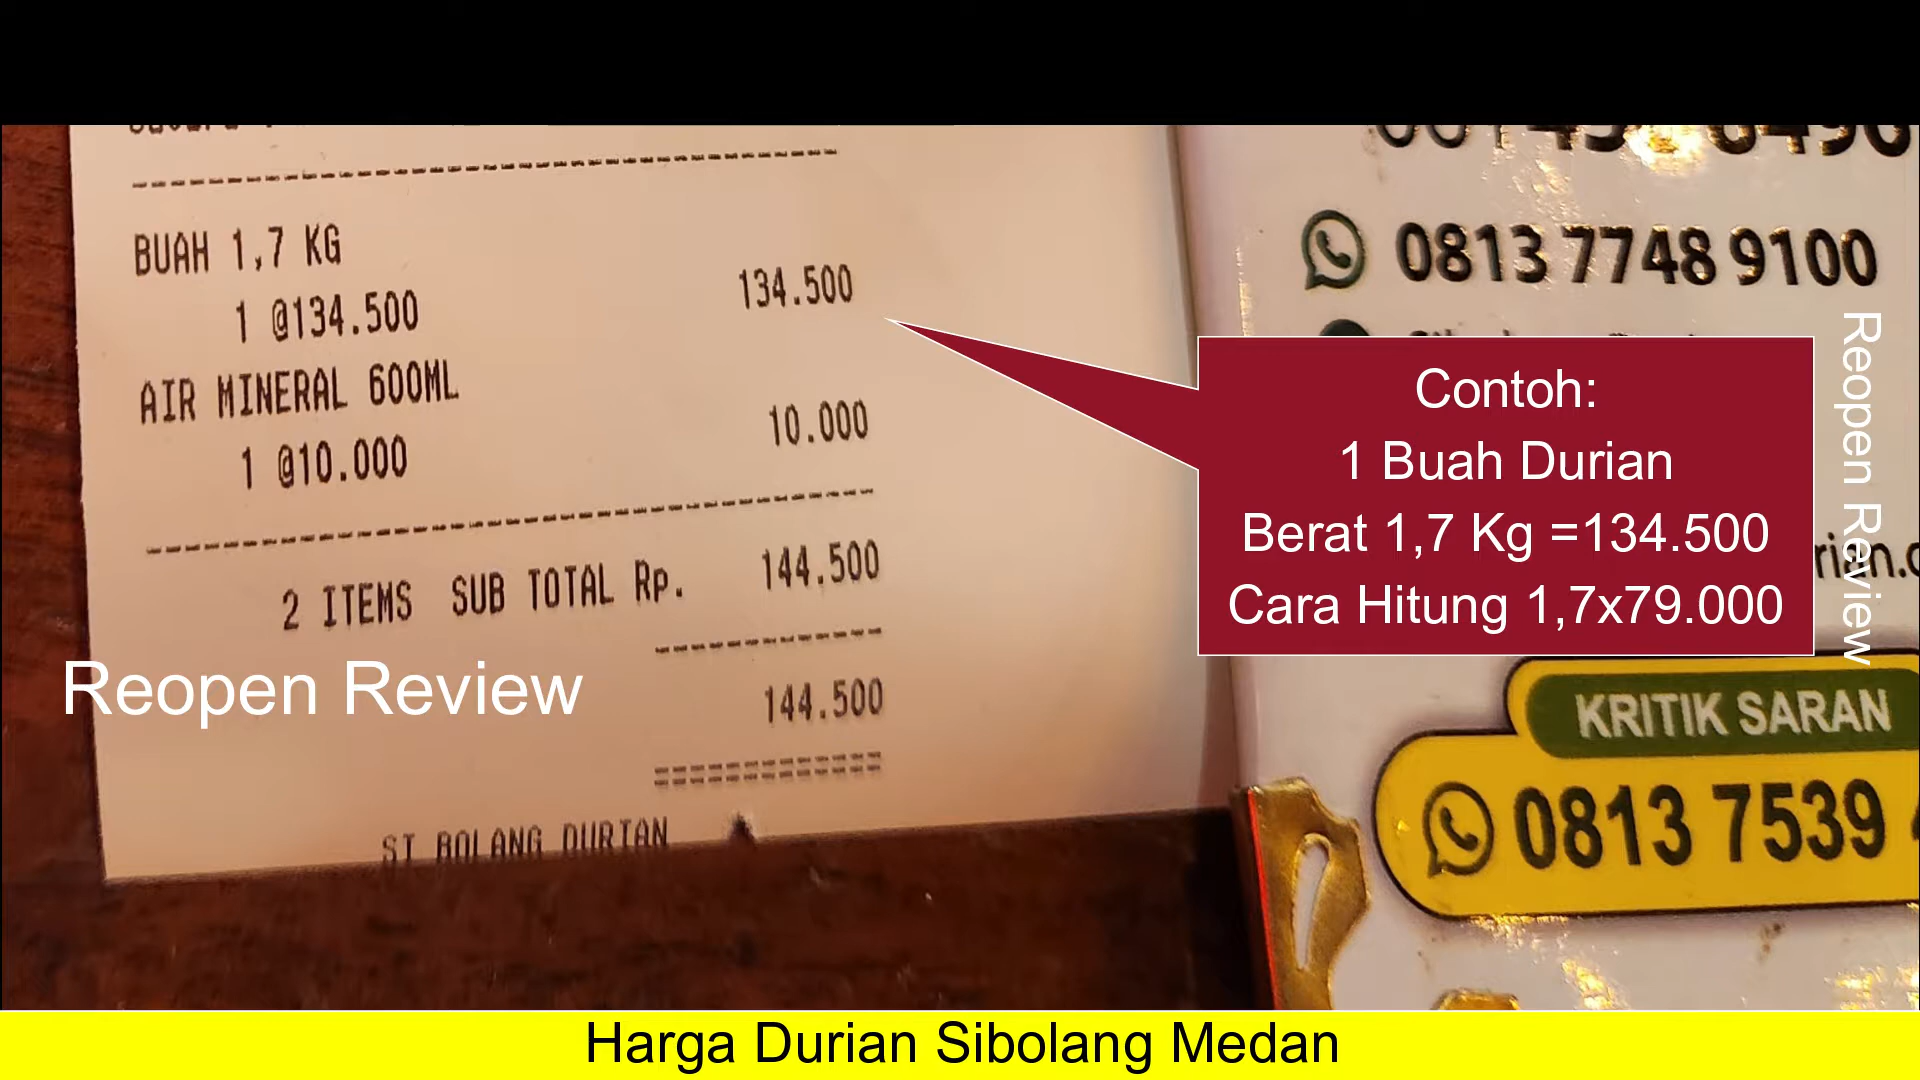 BUAH 1,7 KG
1 @134.500 134.500
AIR MINERAL 600ML
1 @10.000 10.000
2 ITEMS SUB TOTAL Rp. 144.500
144.500
SI BOLANG DURIAN
Reopen Review
0813 7748 9100
Contoh:
1 Buah Durian
Berat 1,7 Kg =134.500
Cara Hitung 1,7x79.000
Reopen Review
KRITIK SARAN
0813 7539
Harga Durian Sibolang Medan